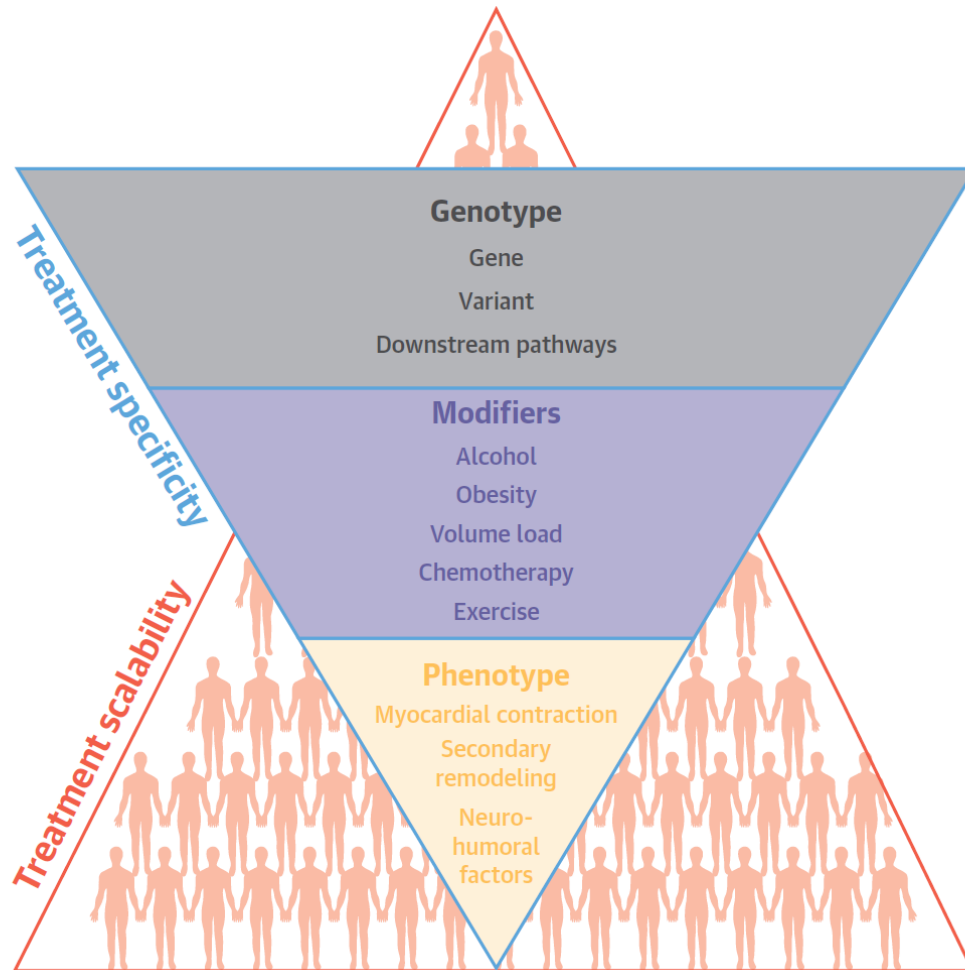 Genotype
Gene
Variant
Downstream pathways
Treatment specificity
Modifiers
Alcohol
Obesity
Volume load
Chemotherapy
Exercise
Treatment scalability
Phenotype
Myocardial contraction
Secondary
remodeling
Neuro-
humoral
factors